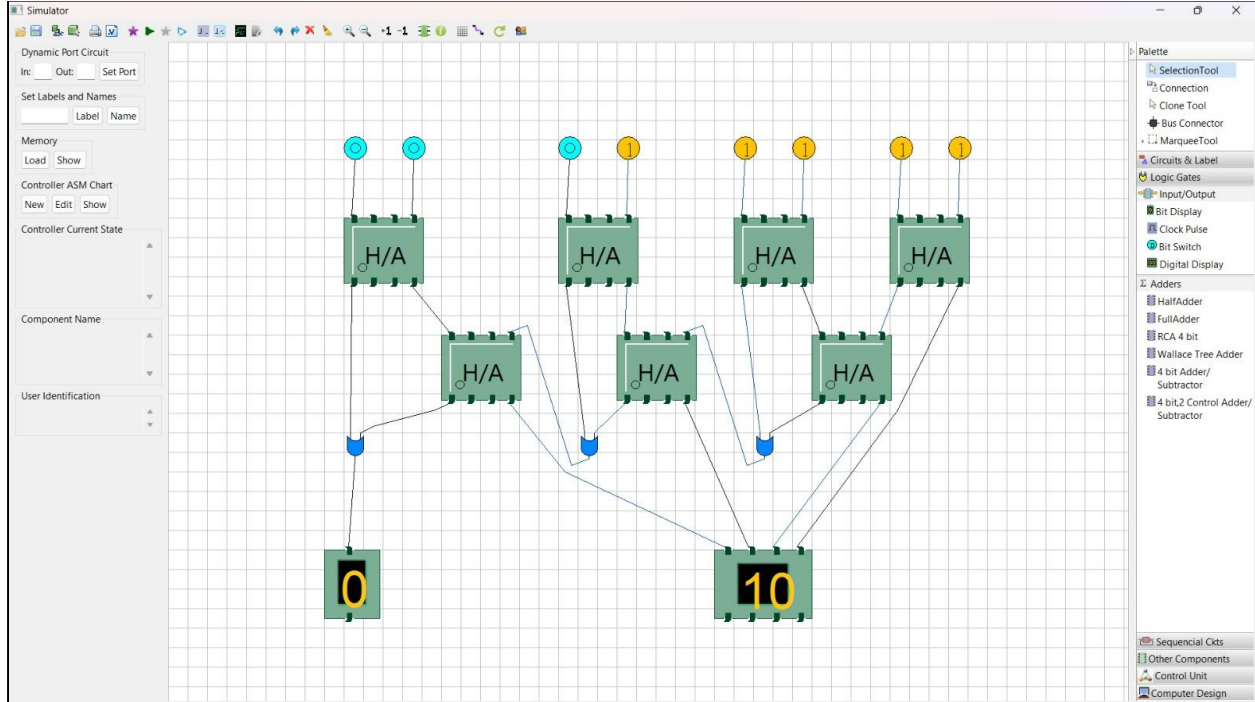 Simulator
Dynamic Port Circuit
In: Out: Set Port
Set Labels and Names
Label Name
Memory
Load Show
Controller ASM Chart
New Edit Show
Controller Current State
Component Name
User Identification
+1 -1
1 1 1 1 1
H/A H/A H/A H/A
H/A H/A H/A
0 10
Palette
SelectionTool
Connection
Clone Tool
Bus Connector
MarqueeTool
Circuits & Label
Logic Gates
Input/Output
Bit Display
Clock Pulse
Bit Switch
Digital Display
Σ Adders
HalfAdder
FullAdder
RCA 4 bit
Wallace Tree Adder
4 bit Adder/
Subtractor
4 bit,2 Control Adder/
Subtractor
Sequencial Ckts
Other Components
Control Unit
Computer Design